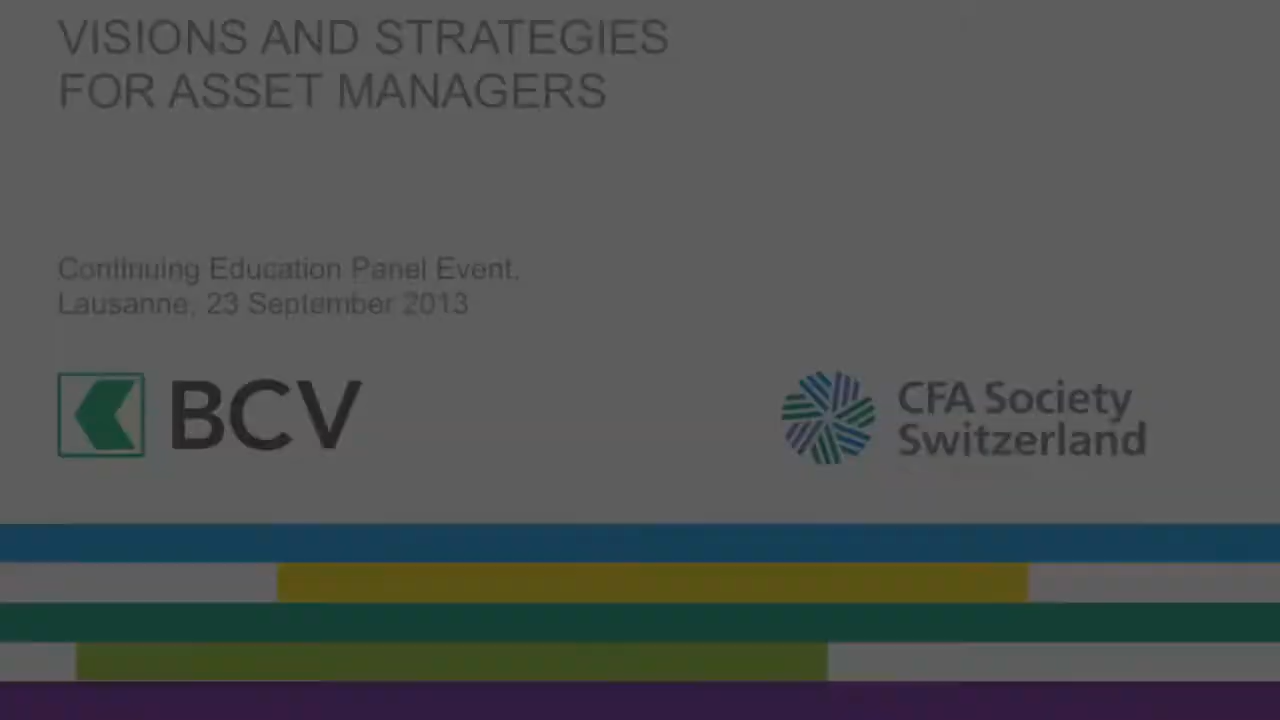 VISIONS AND STRATEGIES
FOR ASSET MANAGERS
Continuing Education Panel Event,
Lausanne, 23 September 2013
BCV
CFA Society
Switzerland